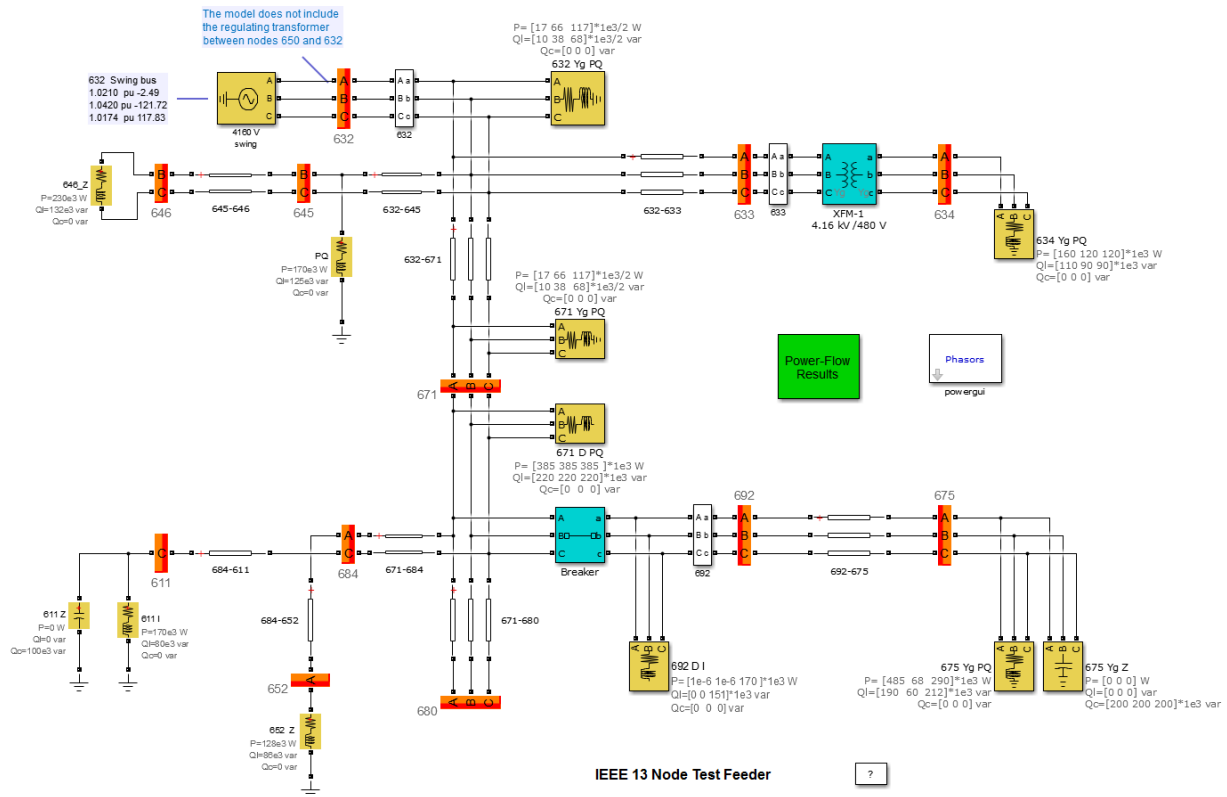 The model does not include
the regulating transformer
between nodes 650 and 632
P= [17 66  117]*1e3/2 W
Ql=[10 38  68]*1e3/2 var
Qc=[0 0 0] var
632 Yg PQ
A
B
C
632  Swing bus
1.0210  pu -2.49
1.0420 pu -121.72
1.0174  pu 117.83
A
B
C
4160 V
swing
A
B
C
632
A a
B b
C c
632
646_Z
P=230e3 W
Ql=132e3 var
Qc=0 var
B
C
646
645-646
B
C
645
632-645
PQ
P=170e3 W
Ql=125e3 var
Qc=0 var
632-633
A
B
C
633
A a
B b
C c
633
A a
B b
C c
Yg Yg
XFM-1
4.16 kV /480 V
A
B
C
634
A B C
634 Yg PQ
P= [160 120 120]*1e3 W
Ql=[110 90 90]*1e3 var
Qc=[0 0 0] var
632-671
P= [17 66  117]*1e3/2 W
Ql=[10 38  68]*1e3/2 var
Qc=[0 0 0] var
671 Yg PQ
A
B
C
Power-Flow
Results
Phasors
powergui
671
A B C
A
B
C
671 D PQ
P= [385 385 385 ]*1e3 W
Ql=[220 220 220]*1e3 var
Qc=[0  0  0] var
A a
B b
C c
Breaker
A a
B b
C c
692
692
A
B
C
692-675
675
A
B
C
C
611
684-611
A
C
684
671-684
611 Z
P=0 W
Ql=0 var
Qc=100e3 var
611 I
P=170e3 W
Ql=80e3 var
Qc=0 var
684-652
671-680
652
A
652 Z
P=128e3 W
Ql=86e3 var
Qc=0 var
680
A B C
A B C
692 D I
P= [1e-6 1e-6 170 ]*1e3 W
Ql=[0 0 151]*1e3 var
Qc=[0  0  0] var
A B C
675 Yg PQ
P= [485  68  290]*1e3 W
Ql=[190  60  212]*1e3 var
Qc=[0 0 0] var
A B C
675 Yg Z
P= [0 0 0] W
Ql=[0 0 0] var
Qc=[200 200 200]*1e3 var
IEEE 13 Node Test Feeder
?